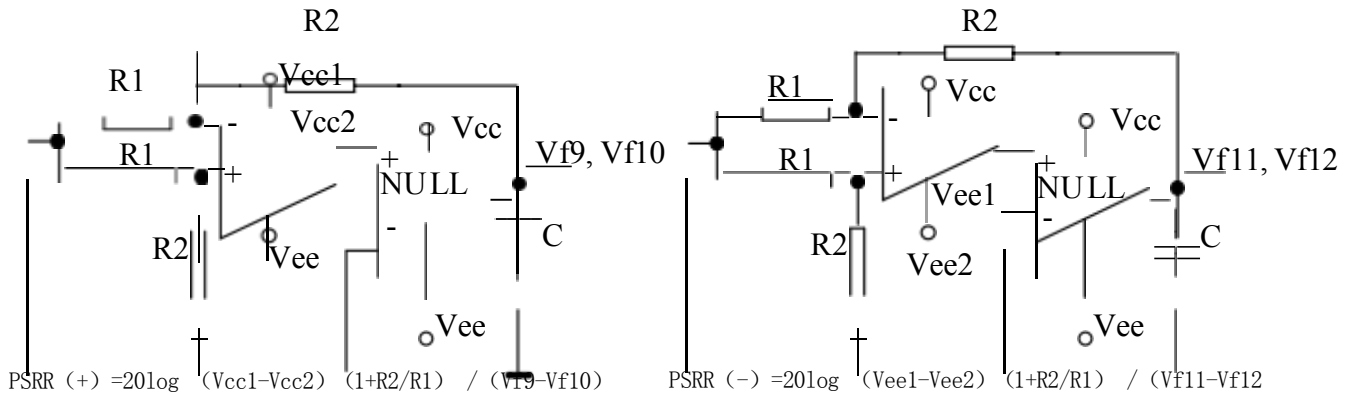 R2
R1
Vcc1
Vcc2
Vcc
-
R1
+
+
NULL
-
Vf9, Vf10
R2
Vee
C
Vee
PSRR（+）=20log （Vcc1-Vcc2）（1+R2/R1） /（Vf9-Vf10）
R2
R1
Vcc
Vcc
-
R1
+
+
NULL
-
Vee1
Vf11, Vf12
R2
Vee2
C
Vee
PSRR（-）=20log （Vee1-Vee2）（1+R2/R1） /（Vf11-Vf12